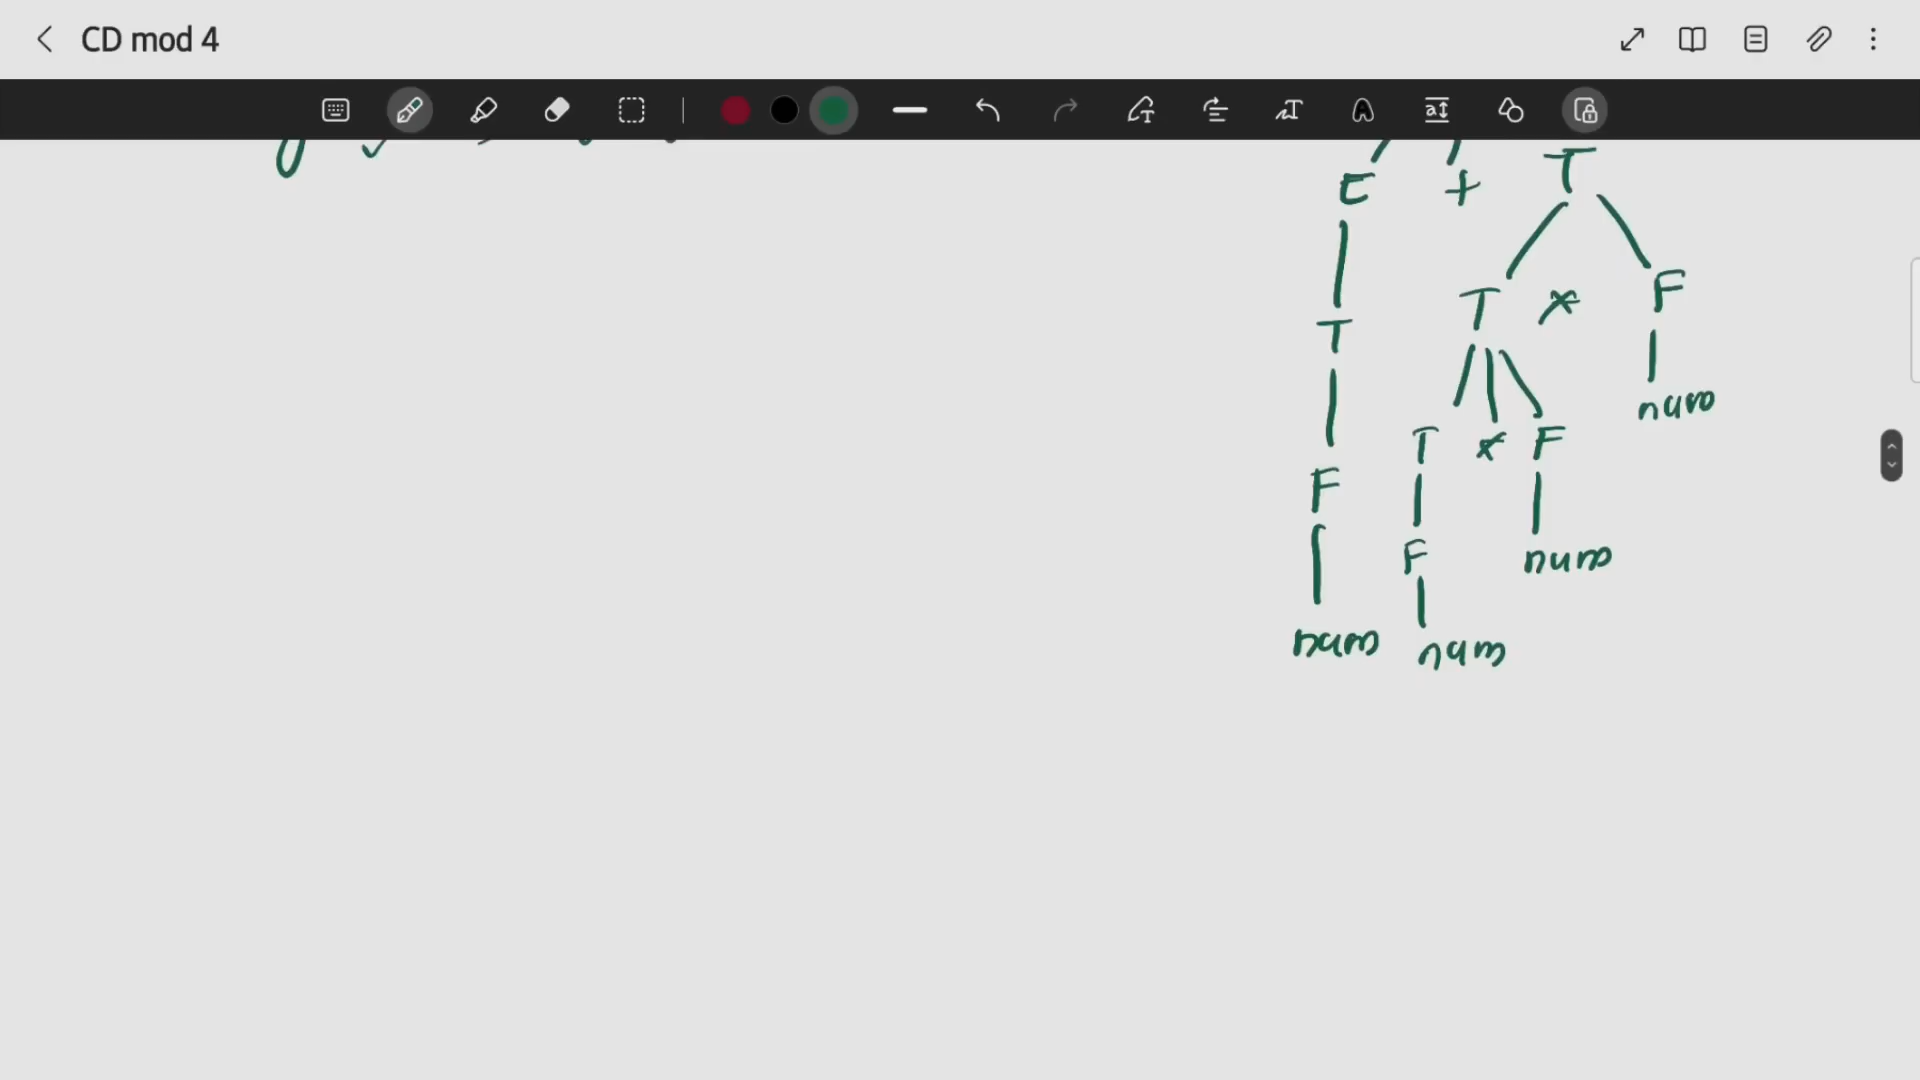 CD mod 4
E + T
T * F
T
num
T * F
F
F
num
num num